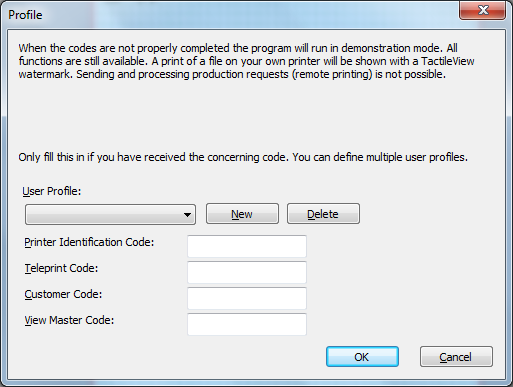 Profile
When the codes are not properly completed the program will run in demonstration mode. All
functions are still available. A print of a file on your own printer will be shown with a TactileView
watermark. Sending and processing production requests (remote printing) is not possible.
Only fill this in if you have received the concerning code. You can define multiple user profiles.
User Profile:
New Delete
Printer Identification Code:
Teleprint Code:
Customer Code:
View Master Code:
OK Cancel